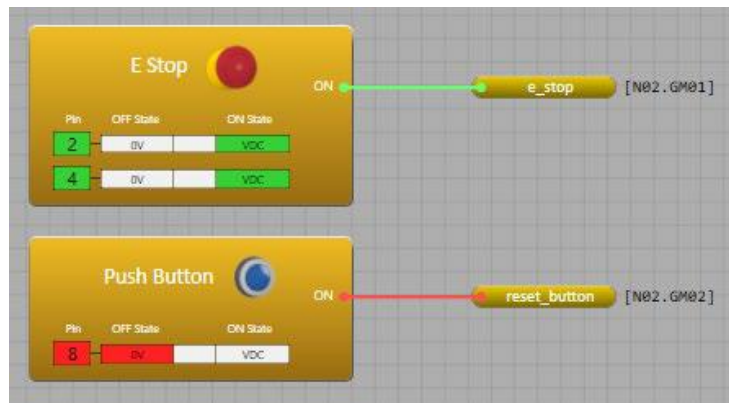 E Stop
ON
e_stop [N02.GM01]
Pin OFF State ON State
2 0V VDC
4 0V VDC
Push Button
ON
reset_button [N02.GM02]
Pin OFF State ON State
8 0V VDC